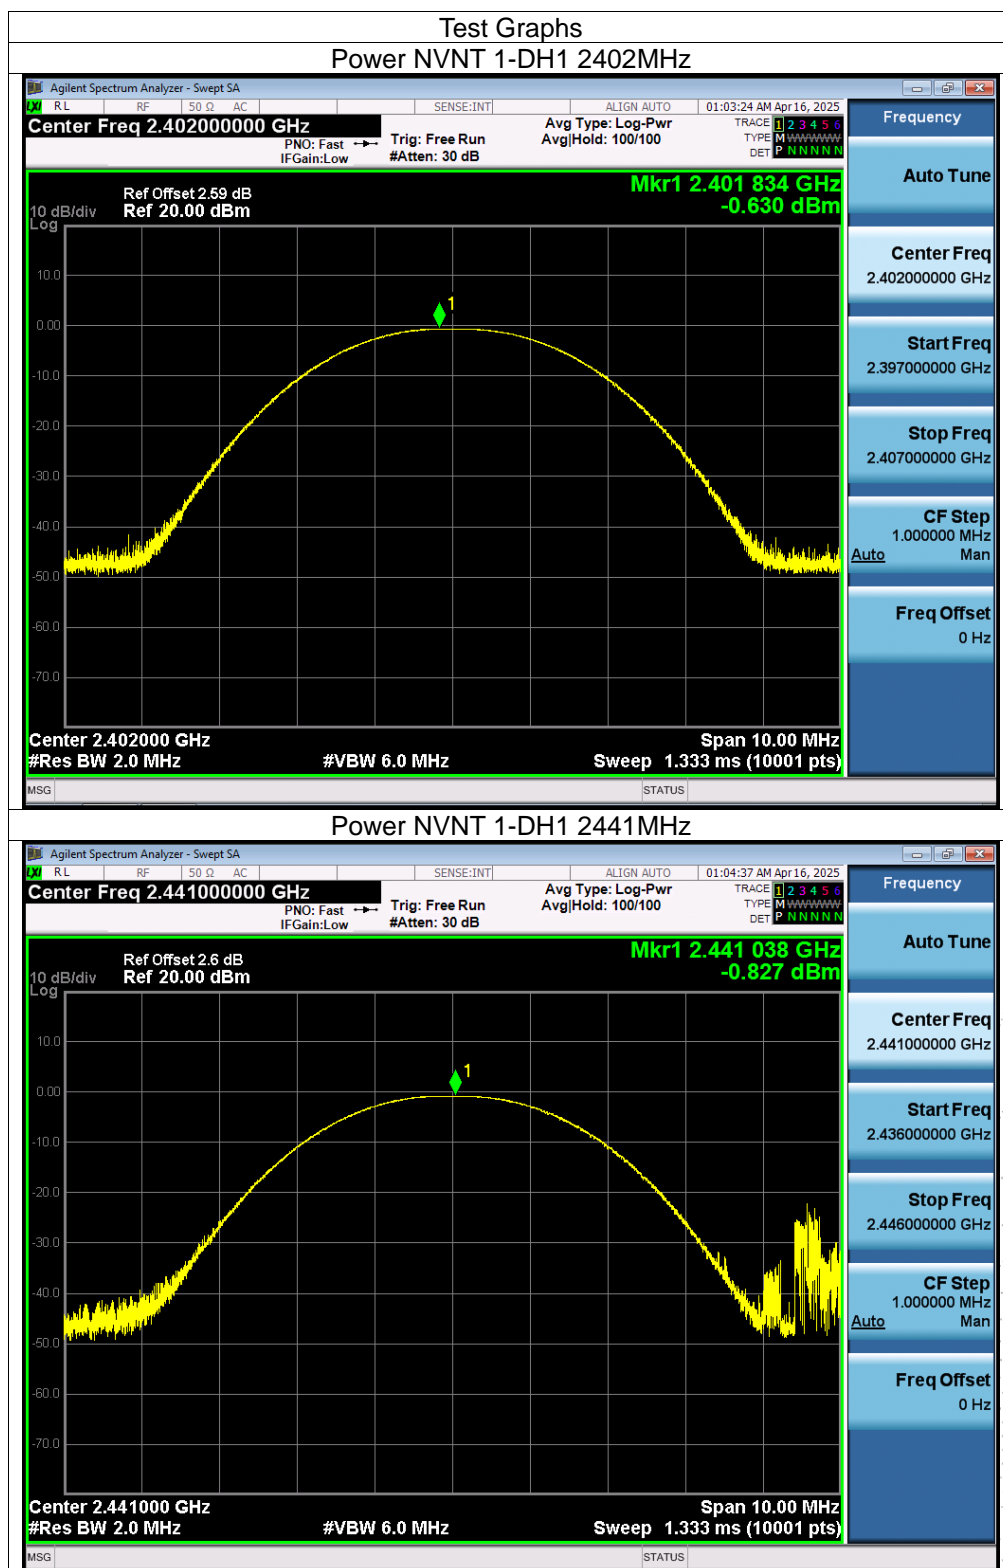 Test Graphs
Power NVNT 1-DH1 2402MHz
Agilent Spectrum Analyzer - Swept SA
LXI RL RF 50 Ω AC SENSE:INT ALIGN AUTO 01:03:24 AM Apr 16, 2025
Center Freq 2.402000000 GHz
PNO: Fast
IFGain:Low
Trig: Free Run
#Atten: 30 dB
Avg Type: Log-Pwr
Avg|Hold: 100/100
TRACE 1 2 3 4 5 6
TYPE M WWWWW
DET P N N N N N
Frequency
Auto Tune
Ref Offset 2.59 dB
10 dB/div Ref 20.00 dBm
Log
Mkr1 2.401 834 GHz
-0.630 dBm
10.0
0.00
-10.0
-20.0
-30.0
-40.0
-50.0
-60.0
-70.0
1
Center Freq
2.402000000 GHz
Start Freq
2.397000000 GHz
Stop Freq
2.407000000 GHz
CF Step
1.000000 MHz
Auto Man
Freq Offset
0 Hz
Center 2.402000 GHz Span 10.00 MHz
#Res BW 2.0 MHz #VBW 6.0 MHz Sweep 1.333 ms (10001 pts)
MSG STATUS
Power NVNT 1-DH1 2441MHz
Agilent Spectrum Analyzer - Swept SA
LXI RL RF 50 Ω AC SENSE:INT ALIGN AUTO 01:04:37 AM Apr 16, 2025
Center Freq 2.441000000 GHz
PNO: Fast
IFGain:Low
Trig: Free Run
#Atten: 30 dB
Avg Type: Log-Pwr
Avg|Hold: 100/100
TRACE 1 2 3 4 5 6
TYPE M WWWWW
DET P N N N N N
Frequency
Auto Tune
Ref Offset 2.6 dB
10 dB/div Ref 20.00 dBm
Log
Mkr1 2.441 038 GHz
-0.827 dBm
10.0
0.00
-10.0
-20.0
-30.0
-40.0
-50.0
-60.0
-70.0
1
Center Freq
2.441000000 GHz
Start Freq
2.436000000 GHz
Stop Freq
2.446000000 GHz
CF Step
1.000000 MHz
Auto Man
Freq Offset
0 Hz
Center 2.441000 GHz Span 10.00 MHz
#Res BW 2.0 MHz #VBW 6.0 MHz Sweep 1.333 ms (10001 pts)
MSG STATUS